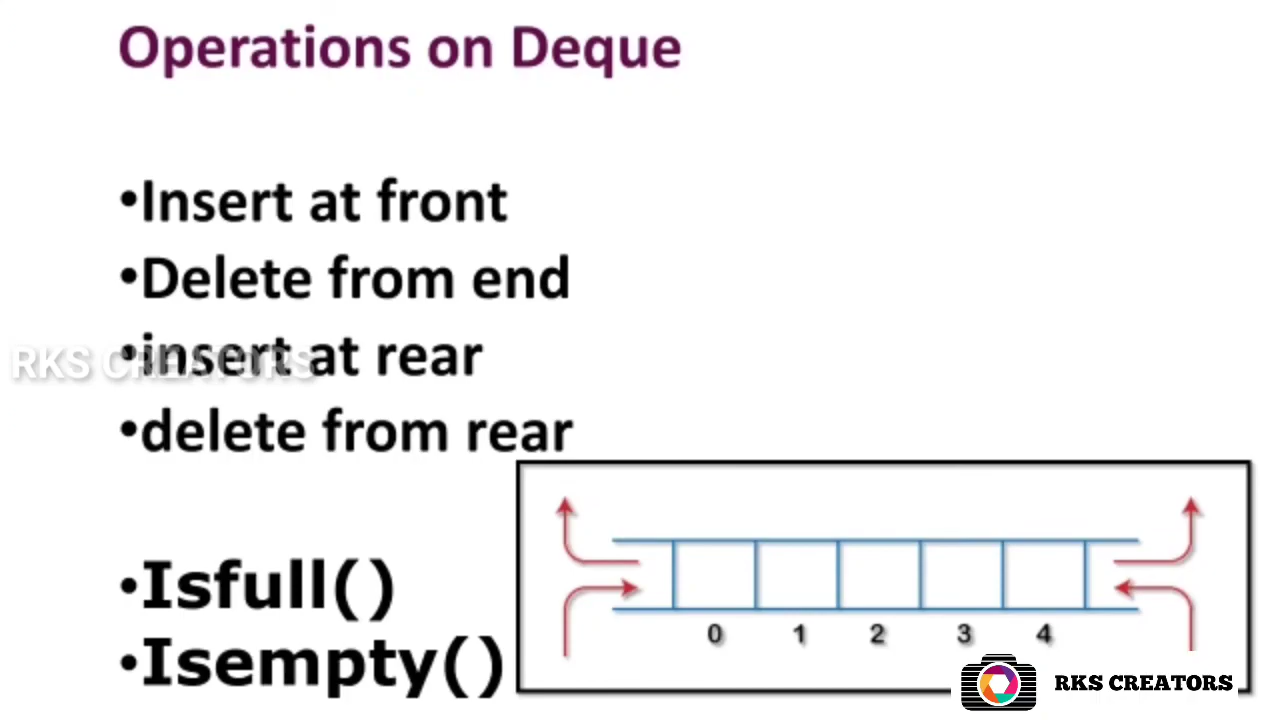 Operations on Deque
•Insert at front
•Delete from end
•insert at rear
RKS CREATORS
•delete from rear
•Isfull()
•Isempty()
0 1 2 3 4
RKS CREATORS